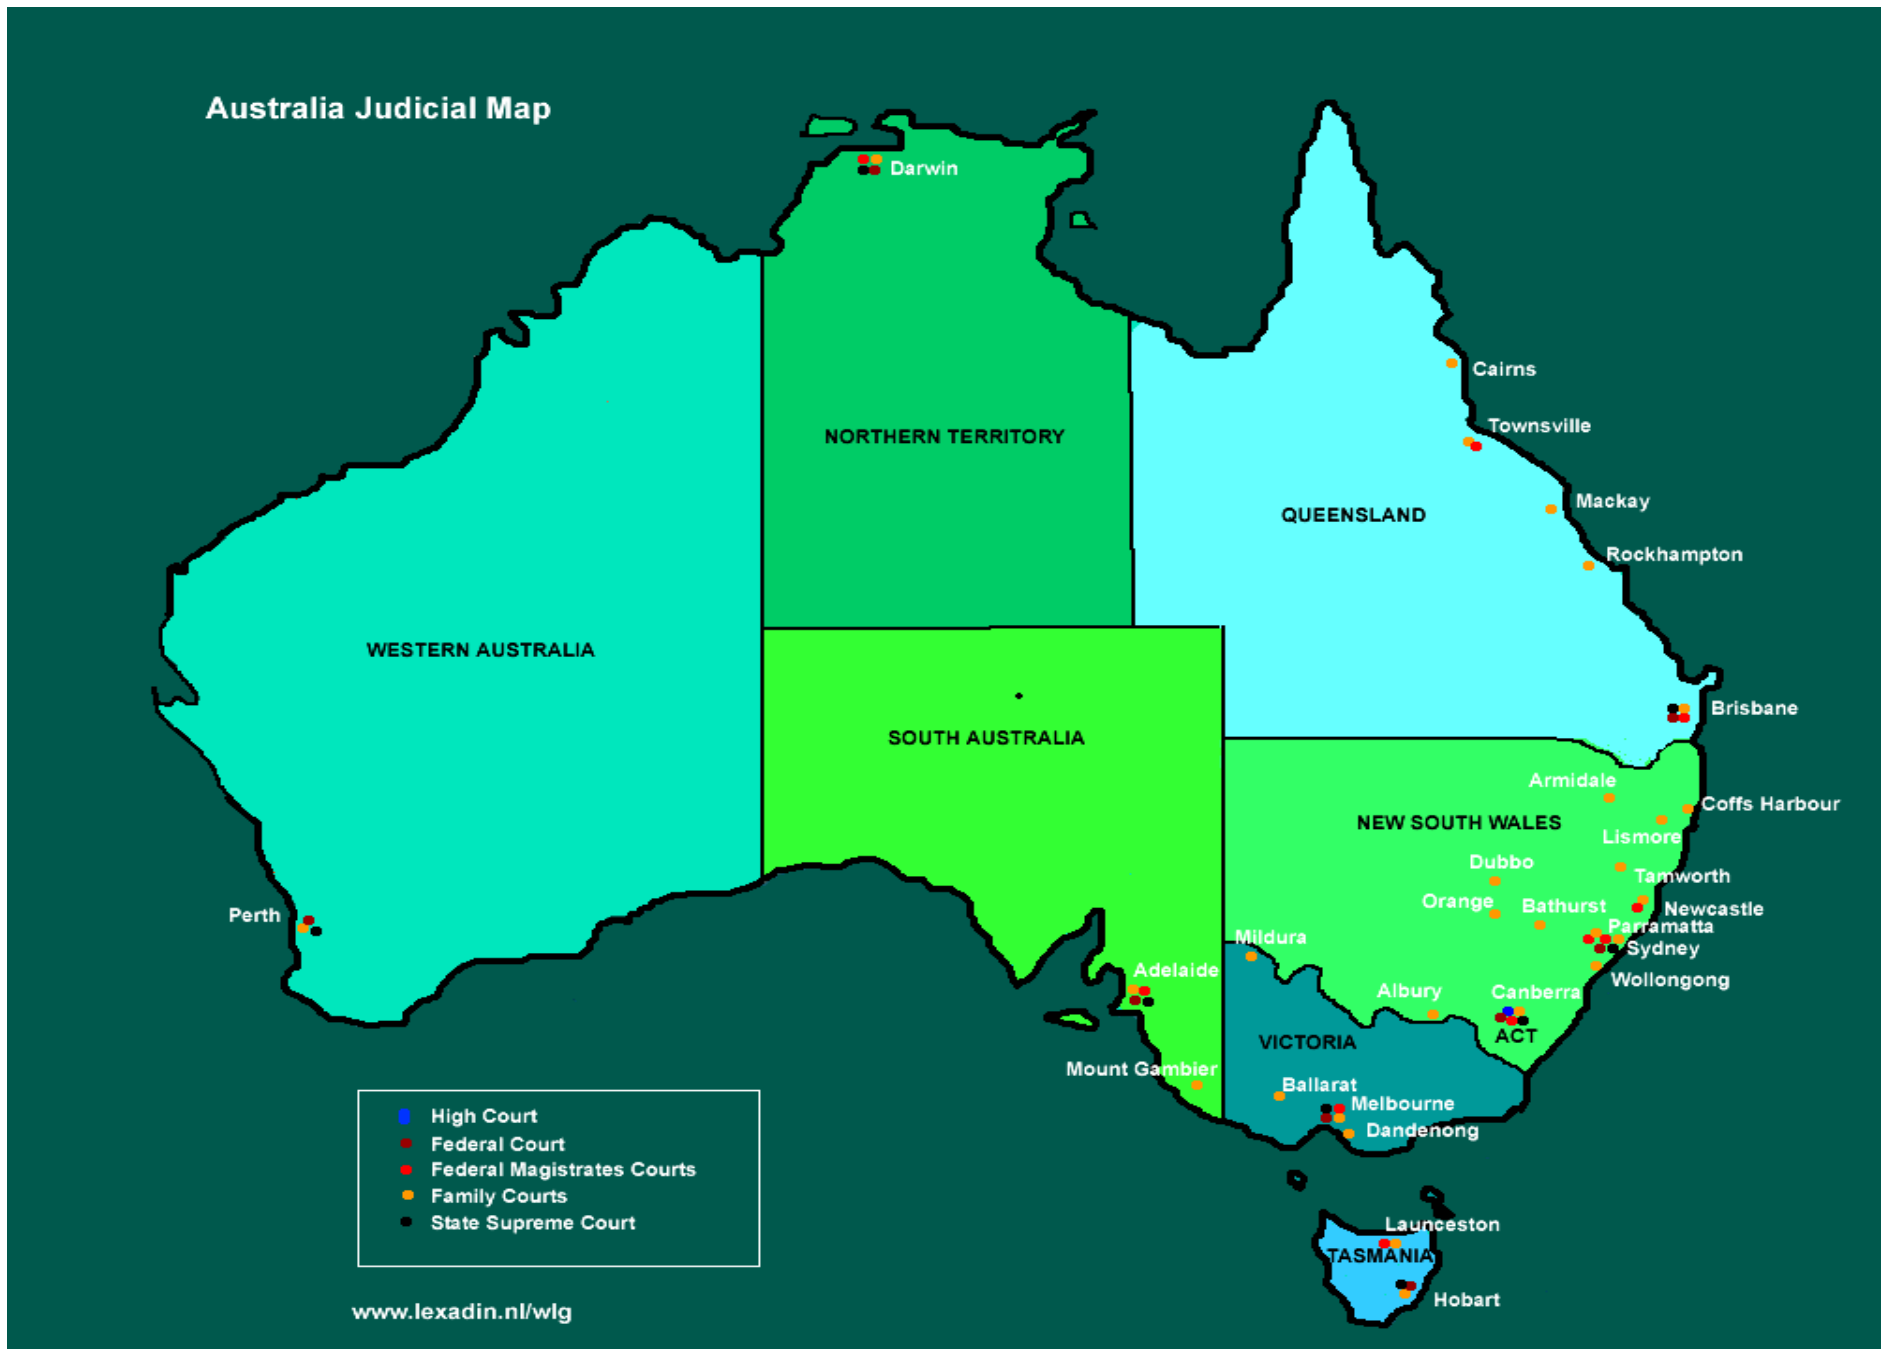 Australia Judicial Map
Darwin
Cairns
Townsville
NORTHERN TERRITORY
Mackay
QUEENSLAND
Rockhampton
WESTERN AUSTRALIA
Brisbane
SOUTH AUSTRALIA
Armidale
Coffs Harbour
NEW SOUTH WALES
Lismore
Dubbo
Tamworth
Orange
Bathurst
Newcastle
Perth
Parramatta
Mildura
Sydney
Adelaide
Wollongong
Albury
Canberra
ACT
VICTORIA
Mount Gambier
Ballarat
Melbourne
Dandenong
High Court
Federal Court
Federal Magistrates Courts
Family Courts
State Supreme Court
Launceston
TASMANIA
Hobart
www.lexadin.nl/wlg